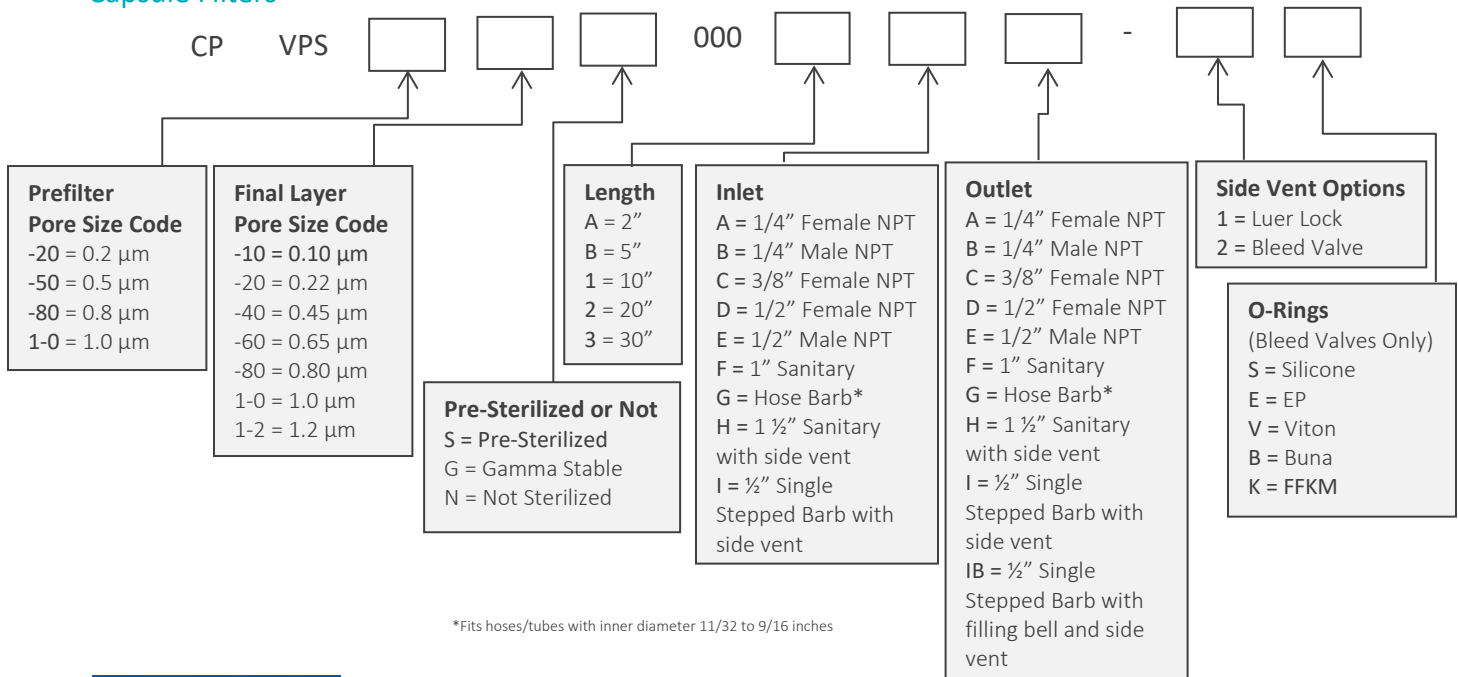 Capsule Filters
CP VPS 000 -
Prefilter
Pore Size Code
-20 = 0.2 µm
-50 = 0.5 µm
-80 = 0.8 µm
1-0 = 1.0 µm
Final Layer
Pore Size Code
-10 = 0.10 µm
-20 = 0.22 µm
-40 = 0.45 µm
-60 = 0.65 µm
-80 = 0.80 µm
1-0 = 1.0 µm
1-2 = 1.2 µm
Pre-Sterilized or Not
S = Pre-Sterilized
G = Gamma Stable
N = Not Sterilized
Length
A = 2”
B = 5”
1 = 10”
2 = 20”
3 = 30”
Inlet
A = 1/4” Female NPT
B = 1/4” Male NPT
C = 3/8” Female NPT
D = 1/2” Female NPT
E = 1/2” Male NPT
F = 1” Sanitary
G = Hose Barb*
H = 1 ½” Sanitary
with side vent
I = ½” Single
Stepped Barb with
side vent
Outlet
A = 1/4” Female NPT
B = 1/4” Male NPT
C = 3/8” Female NPT
D = 1/2” Female NPT
E = 1/2” Male NPT
F = 1” Sanitary
G = Hose Barb*
H = 1 ½” Sanitary
with side vent
I = ½” Single
Stepped Barb with
side vent
IB = ½” Single
Stepped Barb with
filling bell and side
vent
Side Vent Options
1 = Luer Lock
2 = Bleed Valve
O-Rings
(Bleed Valves Only)
S = Silicone
E = EP
V = Viton
B = Buna
K = FFKM
*Fits hoses/tubes with inner diameter 11/32 to 9/16 inches